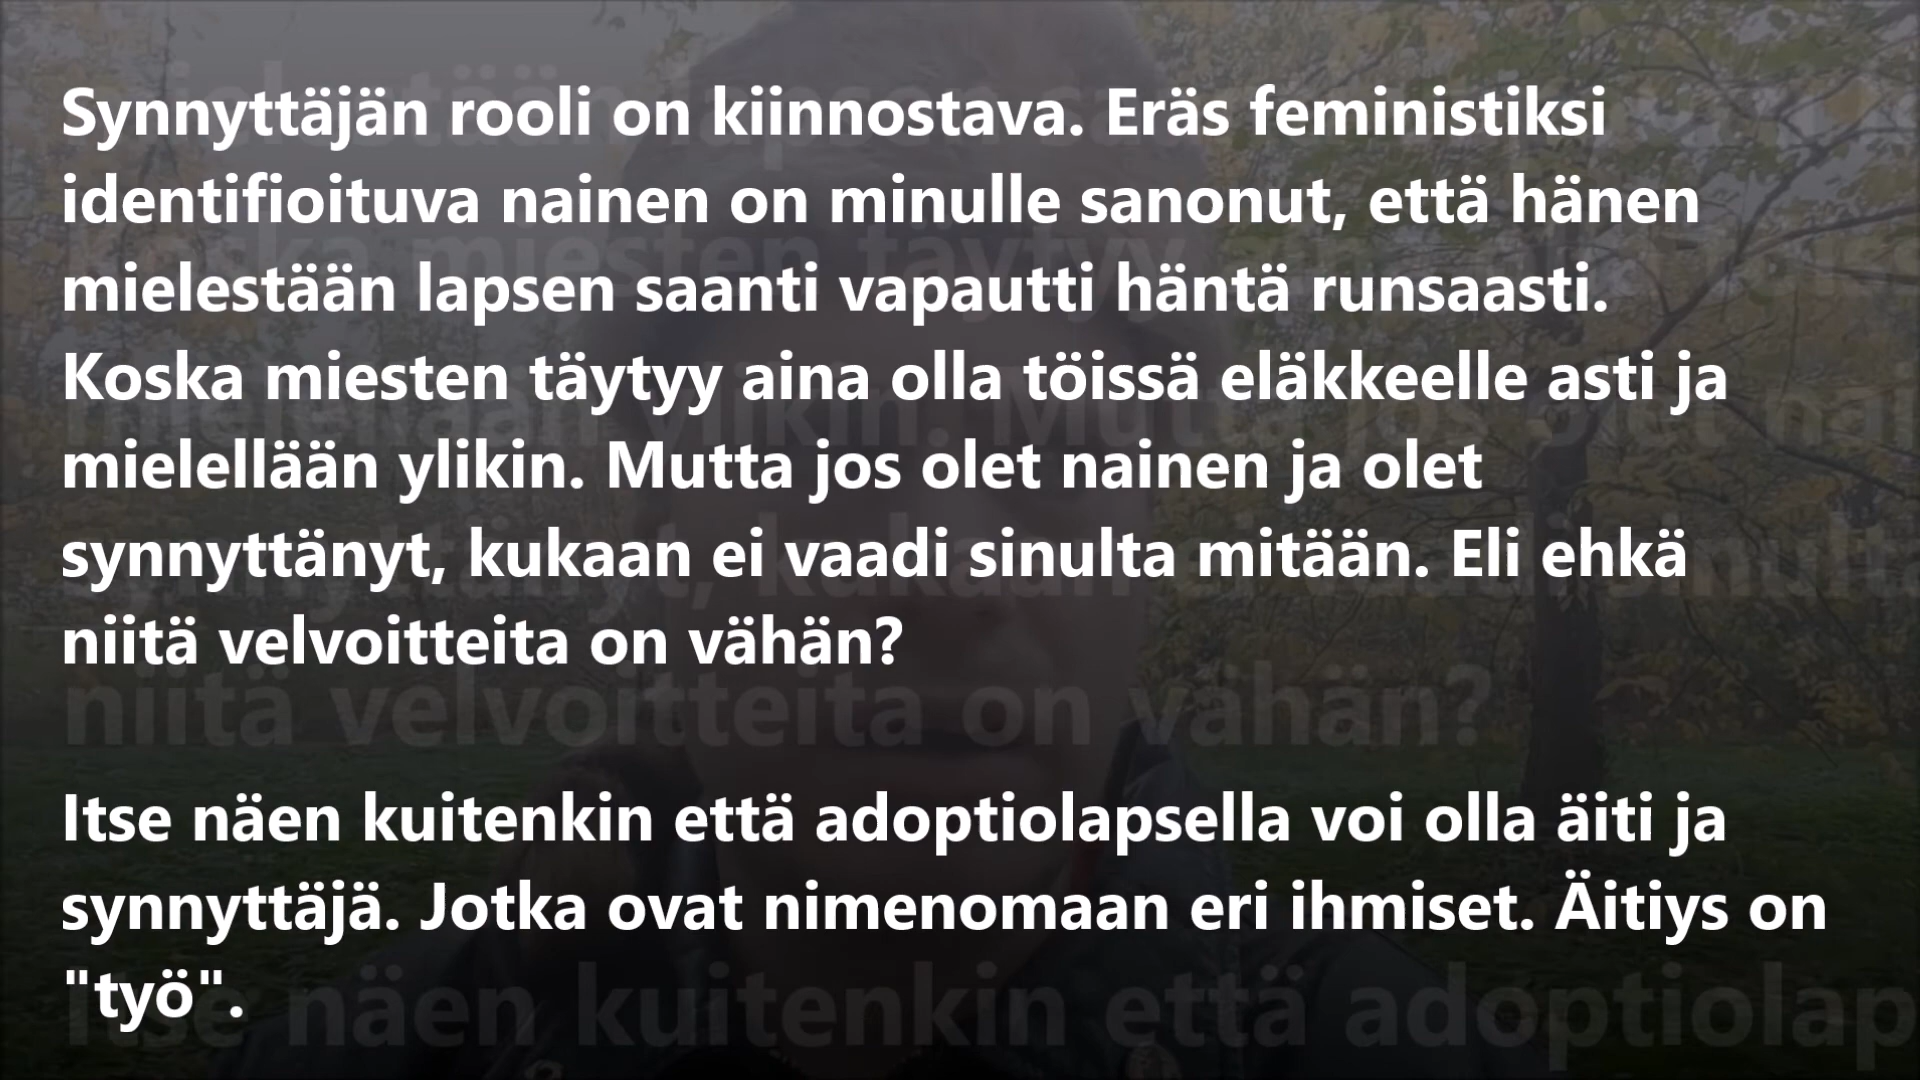 Synnyttäjän rooli on kiinnostava. Eräs feministiksi
identifioituva nainen on minulle sanonut, että hänen
mielestään lapsen saanti vapautti häntä runsaasti.
Koska miesten täytyy aina olla töissä eläkkeelle asti ja
mielellään ylikin. Mutta jos olet nainen ja olet
synnyttänyt, kukaan ei vaadi sinulta mitään. Eli ehkä
niitä velvoitteita on vähän?
Itse näen kuitenkin että adoptiolapsella voi olla äiti ja
synnyttäjä. Jotka ovat nimenomaan eri ihmiset. Äitiys on
"työ".